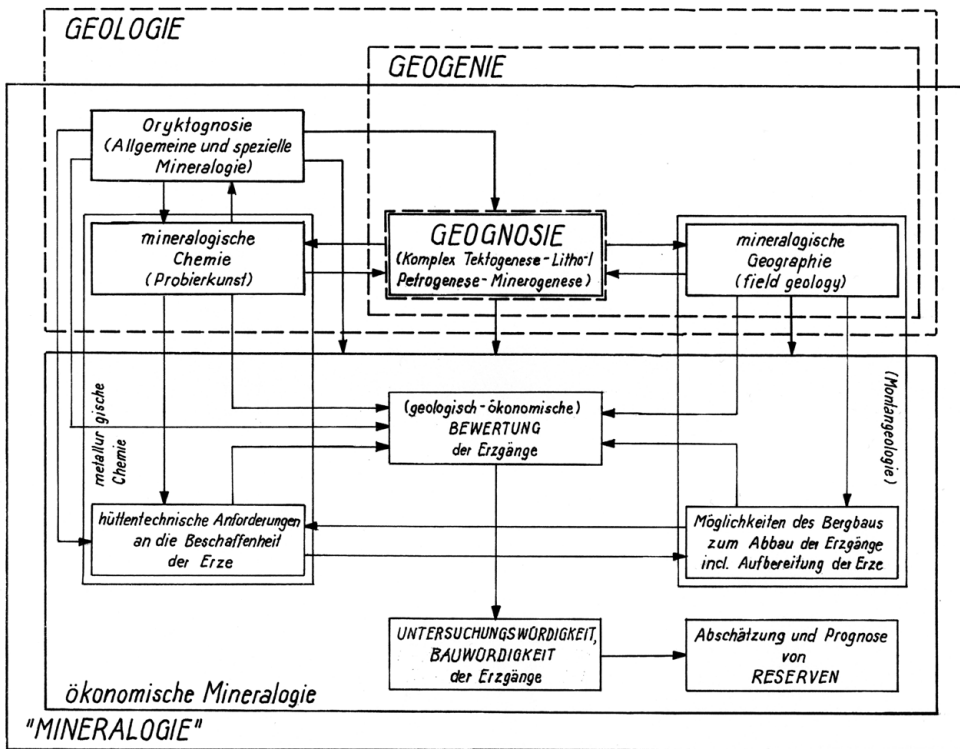 GEOLOGIE
GEOGENIE
Oryktognosie
(Allgemeine und spezielle
Mineralogie)
mineralogische
Chemie
(Probierkunst)
GEOGNOSIE
(Komplex Tektogenese-Litho-/
Petrogenese-Minerogenese)
mineralogische
Geographie
(field geology)
metallurgische
Chemie
(geologisch-ökonomische)
BEWERTUNG
der Erzgänge
(Montangeologie)
hüttentechnische Anforderungen
an die Beschaffenheit
der Erze
Möglichkeiten des Bergbaus
zum Abbau der Erzgänge
incl. Aufbereitung der Erze
UNTERSUCHUNGSWÜRDIGKEIT,
BAUWÜRDIGKEIT
der Erzgänge
Abschätzung und Prognose
von
RESERVEN
ökonomische Mineralogie
"MINERALOGIE"